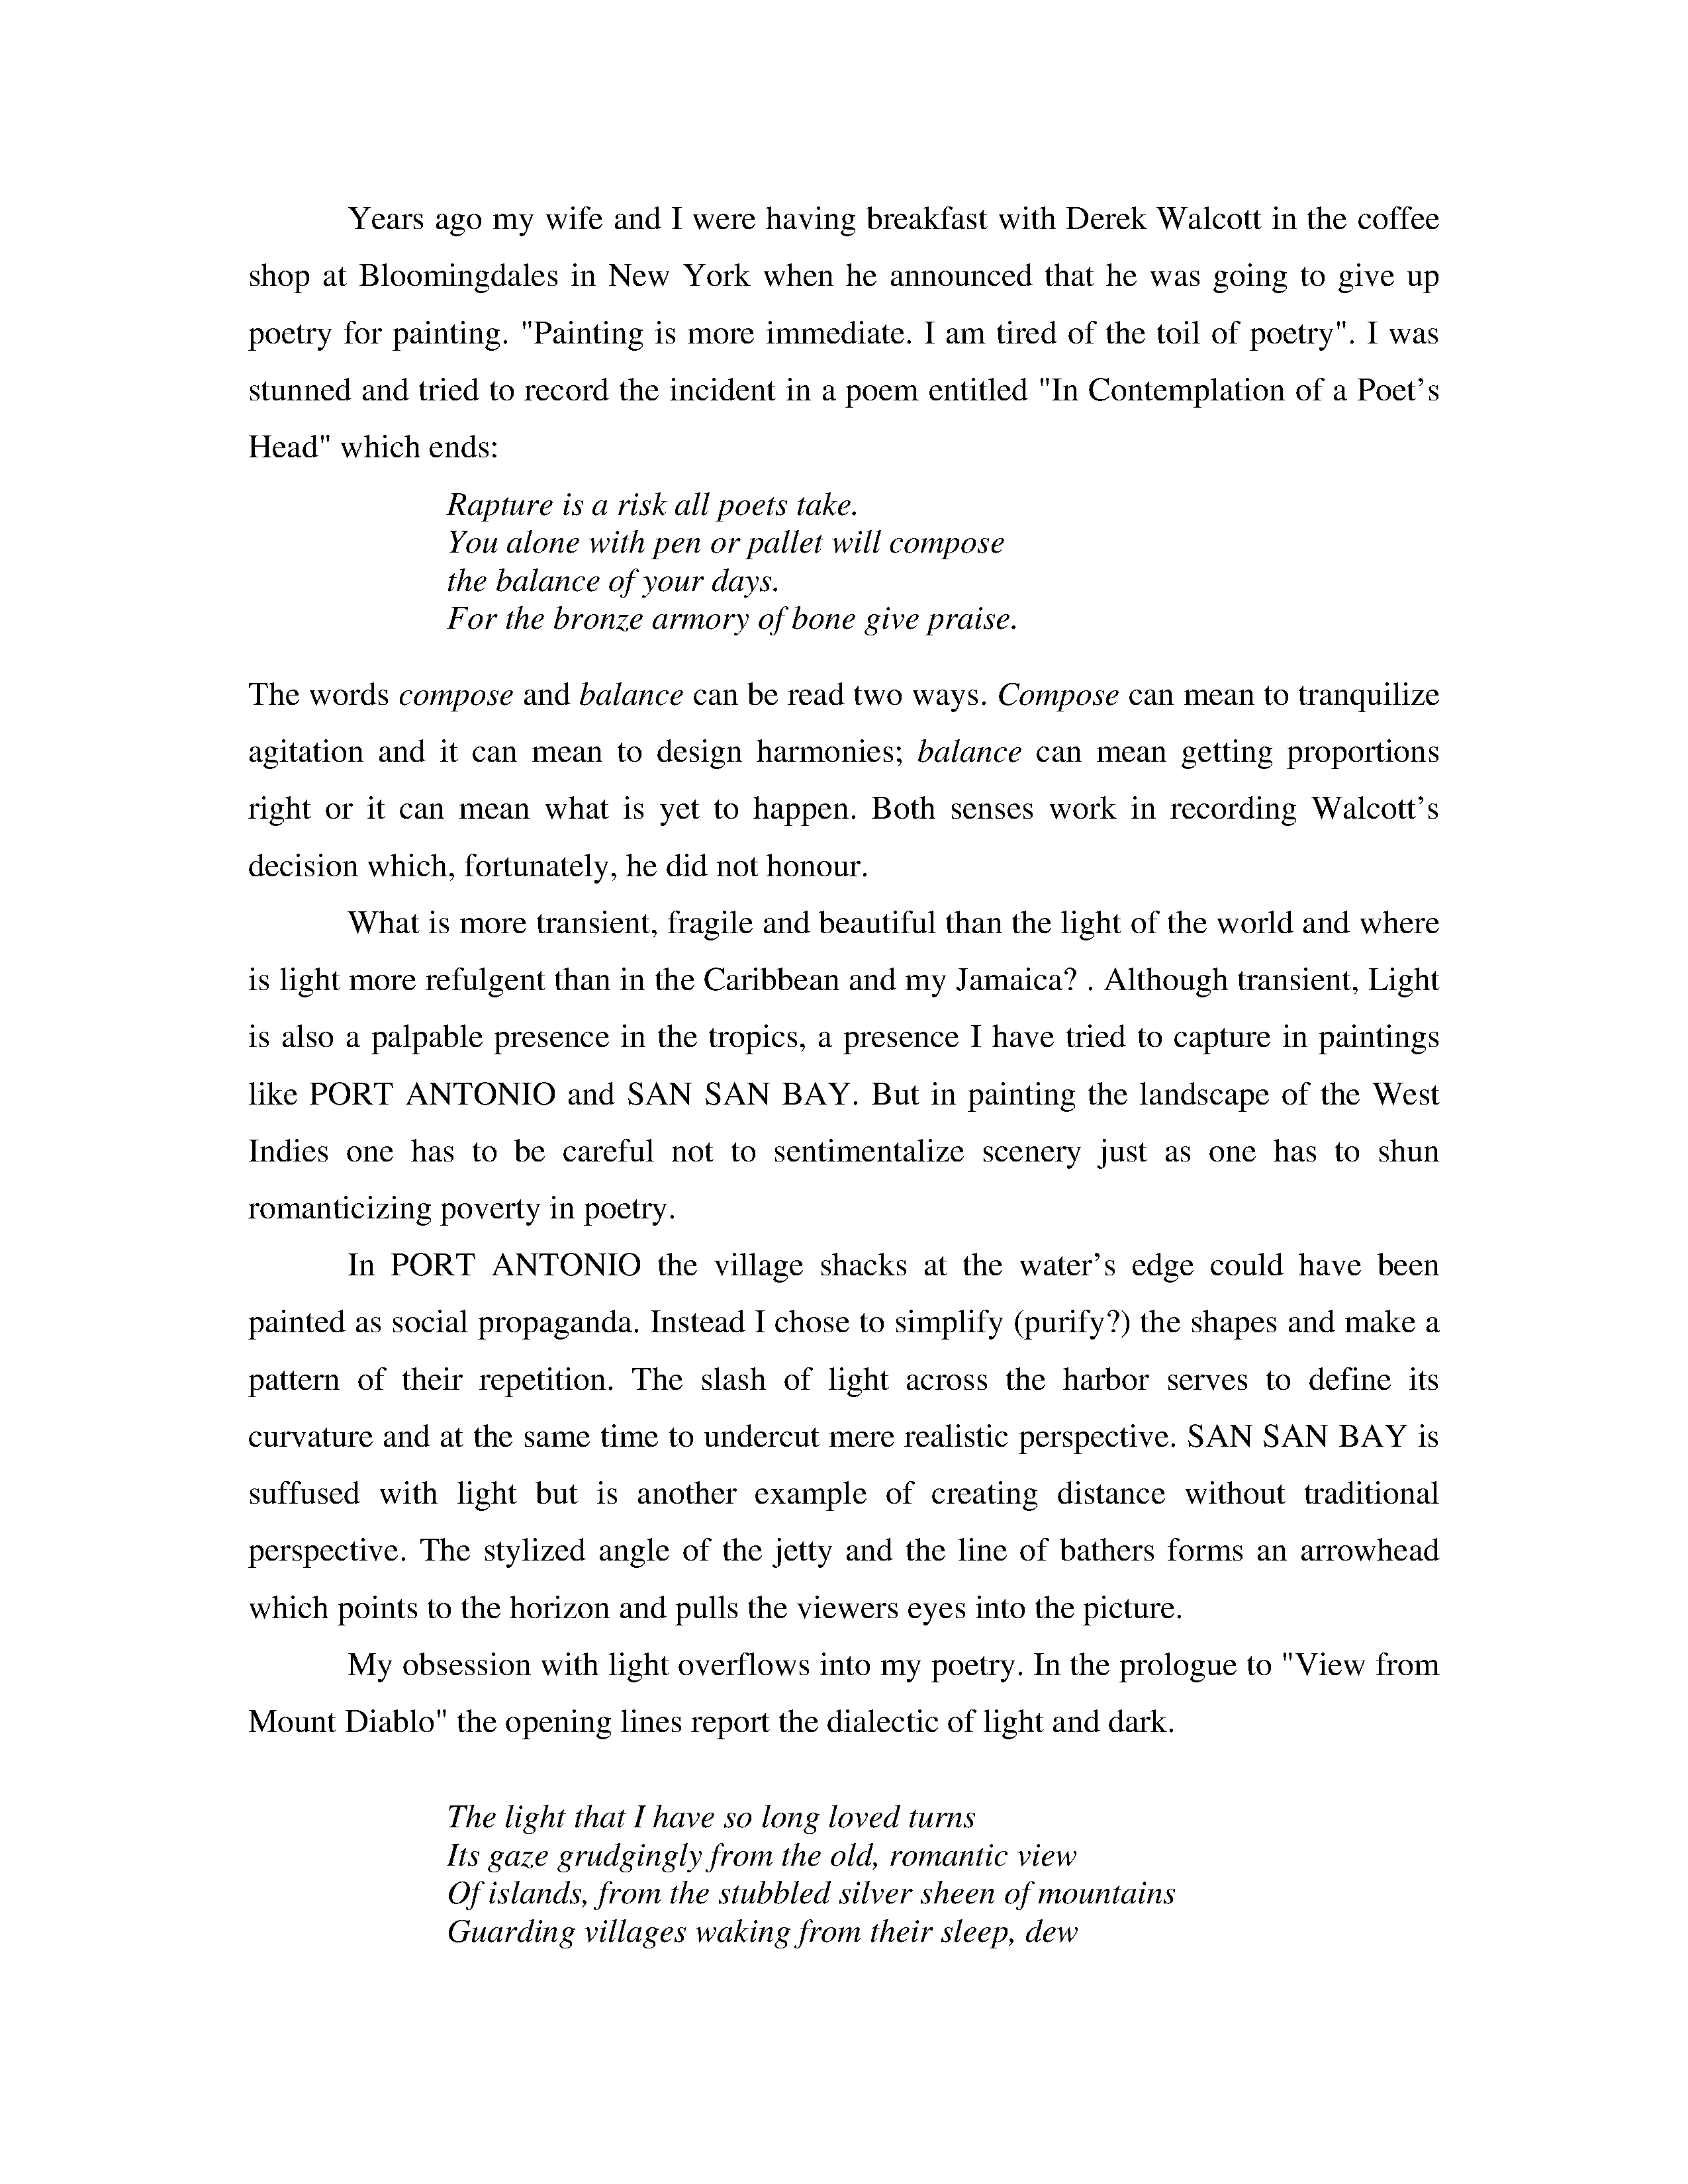 Years ago my wife and I were having breakfast with Derek Walcott in the coffee
shop at Bloomingdales in New York when he announced that he was going to give up
poetry for painting. "Painting is more immediate. I am tired of the toil of poetry". I was
stunned and tried to record the incident in a poem entitled "In Contemplation of a Poet’s
Head" which ends:
Rapture is a risk all poets take.
You alone with pen or pallet will compose
the balance of your days.
For the bronze armory of bone give praise.
The words compose and balance can be read two ways. Compose can mean to tranquilize
agitation and it can mean to design harmonies; balance can mean getting proportions
right or it can mean what is yet to happen. Both senses work in recording Walcott’s
decision which, fortunately, he did not honour.
What is more transient, fragile and beautiful than the light of the world and where
is light more refulgent than in the Caribbean and my Jamaica? . Although transient, Light
is also a palpable presence in the tropics, a presence I have tried to capture in paintings
like PORT ANTONIO and SAN SAN BAY. But in painting the landscape of the West
Indies one has to be careful not to sentimentalize scenery just as one has to shun
romanticizing poverty in poetry.
In PORT ANTONIO the village shacks at the water’s edge could have been
painted as social propaganda. Instead I chose to simplify (purify?) the shapes and make a
pattern of their repetition. The slash of light across the harbor serves to define its
curvature and at the same time to undercut mere realistic perspective. SAN SAN BAY is
suffused with light but is another example of creating distance without traditional
perspective. The stylized angle of the jetty and the line of bathers forms an arrowhead
which points to the horizon and pulls the viewers eyes into the picture.
My obsession with light overflows into my poetry. In the prologue to "View from
Mount Diablo" the opening lines report the dialectic of light and dark.
The light that I have so long loved turns
Its gaze grudgingly from the old, romantic view
Of islands, from the stubbled silver sheen of mountains
Guarding villages waking from their sleep, dew